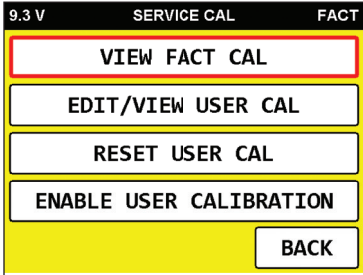 9.3 V SERVICE CAL FACT
VIEW FACT CAL
EDIT/VIEW USER CAL
RESET USER CAL
ENABLE USER CALIBRATION
BACK